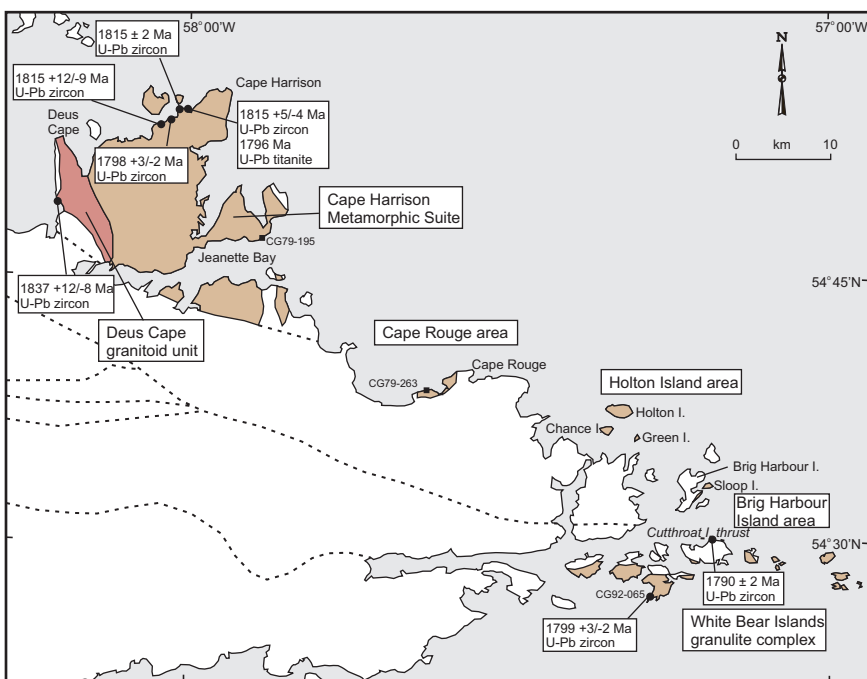 58°00'W
57°00'W
1815 ± 2 Ma
U-Pb zircon
N
1815 +12/-9 Ma
U-Pb zircon
Cape Harrison
Deus
Cape
1815 +5/-4 Ma
U-Pb zircon
1796 Ma
U-Pb titanite
1798 +3/-2 Ma
U-Pb zircon
0 km 10
Cape Harrison
Metamorphic Suite
CG79-195
Jeanette Bay
54°45'N
1837 +12/-8 Ma
U-Pb zircon
Deus Cape
granitoid unit
Cape Rouge area
Cape Rouge
CG79-263
Holton Island area
Holton I.
Chance I.
Green I.
Brig Harbour I.
Sloop I.
Brig Harbour
Island area
Cutthroat I. thrust
54°30'N
1790 ± 2 Ma
U-Pb zircon
CG92-065
White Bear Islands
granulite complex
1799 +3/-2 Ma
U-Pb zircon